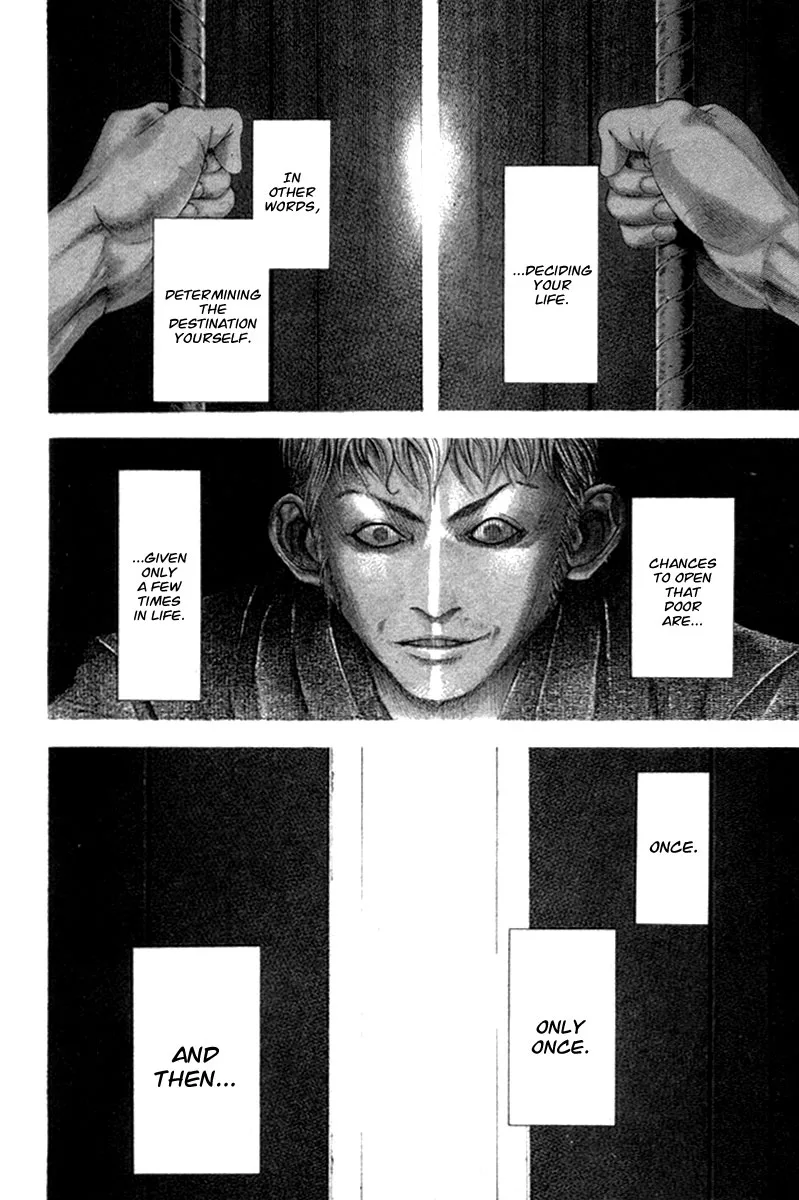 ...DECIDING
YOUR
LIFE.
IN
OTHER
WORDS,
DETERMINING
THE
DESTINATION
YOURSELF.
CHANCES
TO OPEN
THAT
DOOR
ARE...
...GIVEN
ONLY
A FEW
TIMES
IN LIFE.
ONCE.
ONLY
ONCE.
AND
THEN...